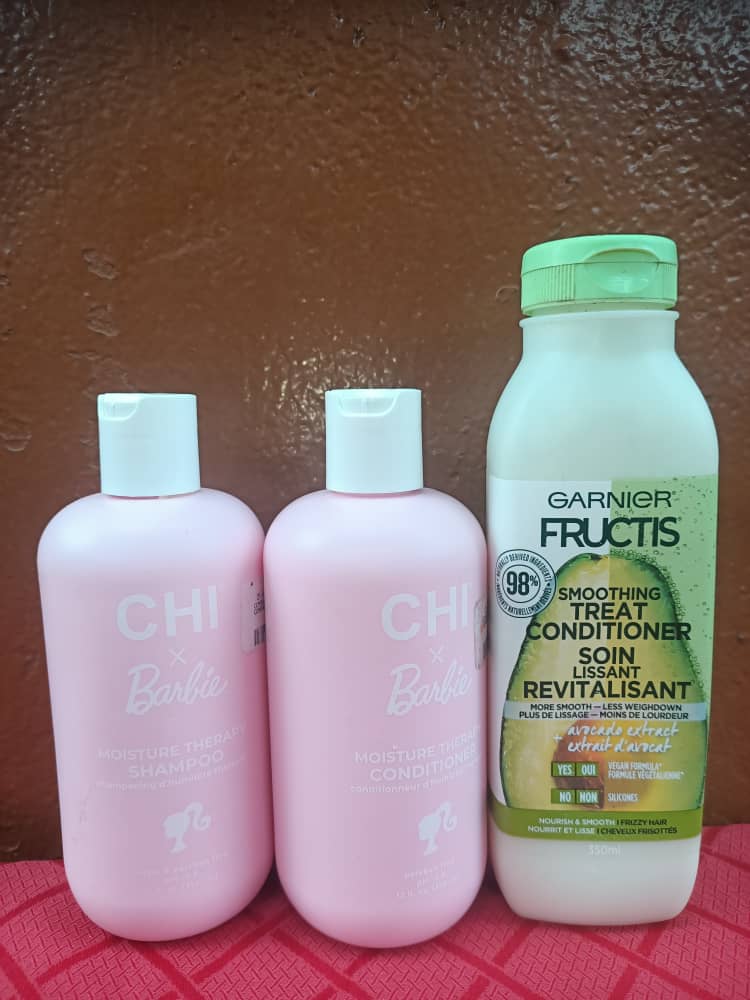 CHI
×
Barbie
MOISTURE THERAPY
SHAMPOO
CHI
×
Barbie
MOISTURE THERAPY
CONDITIONER
GARNIER
FRUCTIS
98%
SMOOTHING
TREAT
CONDITIONER
SOIN
LISSANT
REVITALISANT
MORE SMOOTH — LESS WEIGHDOWN
PLUS DE LISSAGE — MOINS DE LOURDEUR
+ avocado extract
extrait d'avocat
YES OUI VEGAN FORMULA*
FORMULE VÉGÉTALIENNE*
NO NON SILICONES
NOURISH & SMOOTH | FRIZZY HAIR
NOURRIT ET LISSE | CHEVEUX FRISOTTÉS
350ml